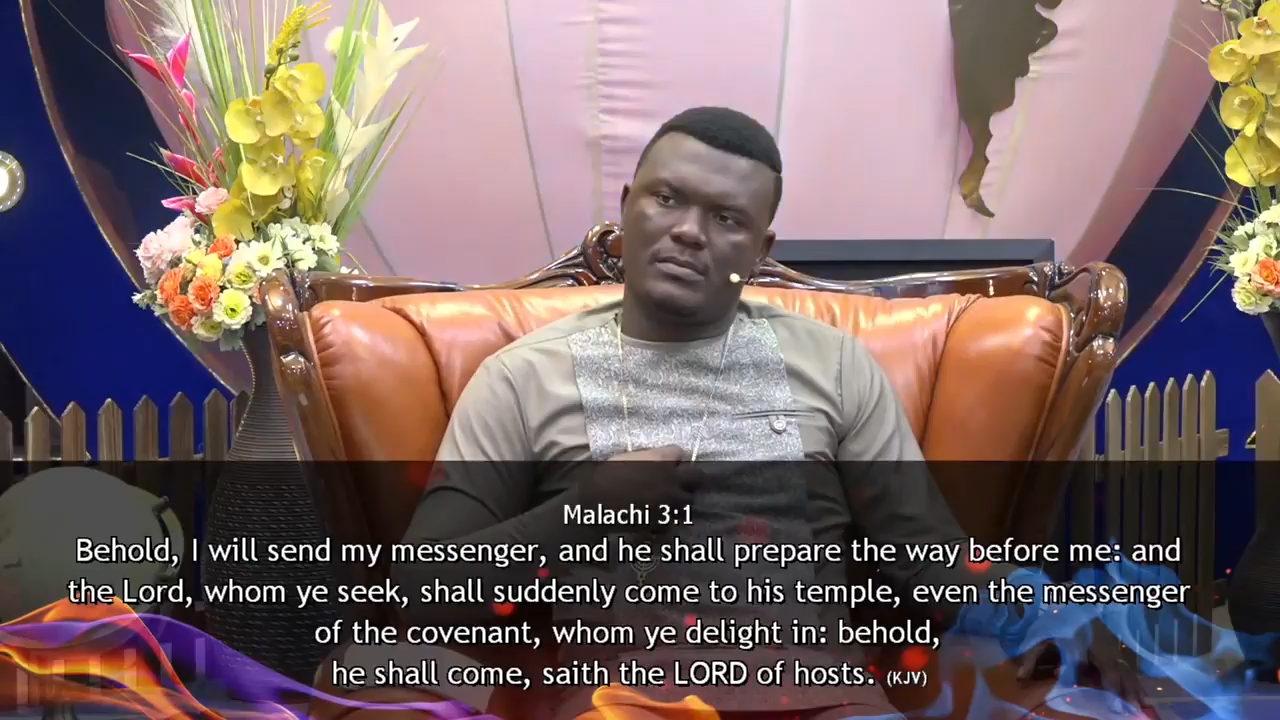 Malachi 3:1
Behold, I will send my messenger, and he shall prepare the way before me: and
the Lord, whom ye seek, shall suddenly come to his temple, even the messenger
of the covenant, whom ye delight in: behold,
he shall come, saith the LORD of hosts. (KJV)